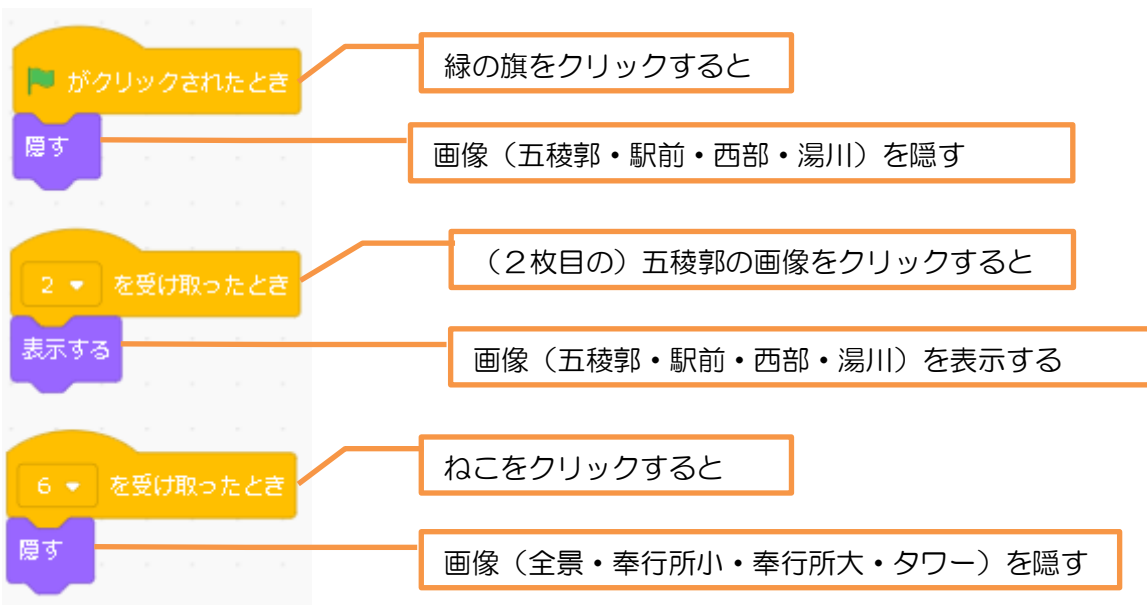 がクリックされたとき
緑の旗をクリックすると
隠す
画像（五稜郭・駅前・西部・湯川）を隠す
2 を受け取ったとき
（２枚目の）五稜郭の画像をクリックすると
表示する
画像（五稜郭・駅前・西部・湯川）を表示する
6 を受け取ったとき
ねこをクリックすると
隠す
画像（全景・奉行所小・奉行所大・タワー）を隠す